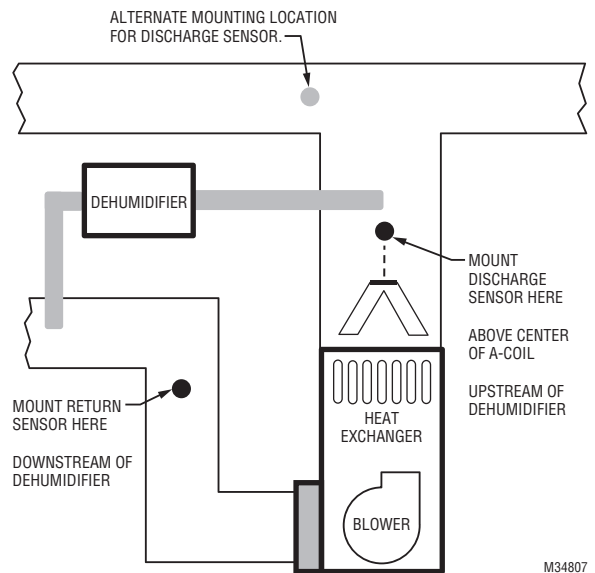 ALTERNATE MOUNTING LOCATION
FOR DISCHARGE SENSOR.
DEHUMIDIFIER
MOUNT
DISCHARGE
SENSOR HERE
ABOVE CENTER
OF A-COIL
UPSTREAM OF
DEHUMIDIFIER
MOUNT RETURN
SENSOR HERE
DOWNSTREAM OF
DEHUMIDIFIER
HEAT
EXCHANGER
BLOWER
M34807